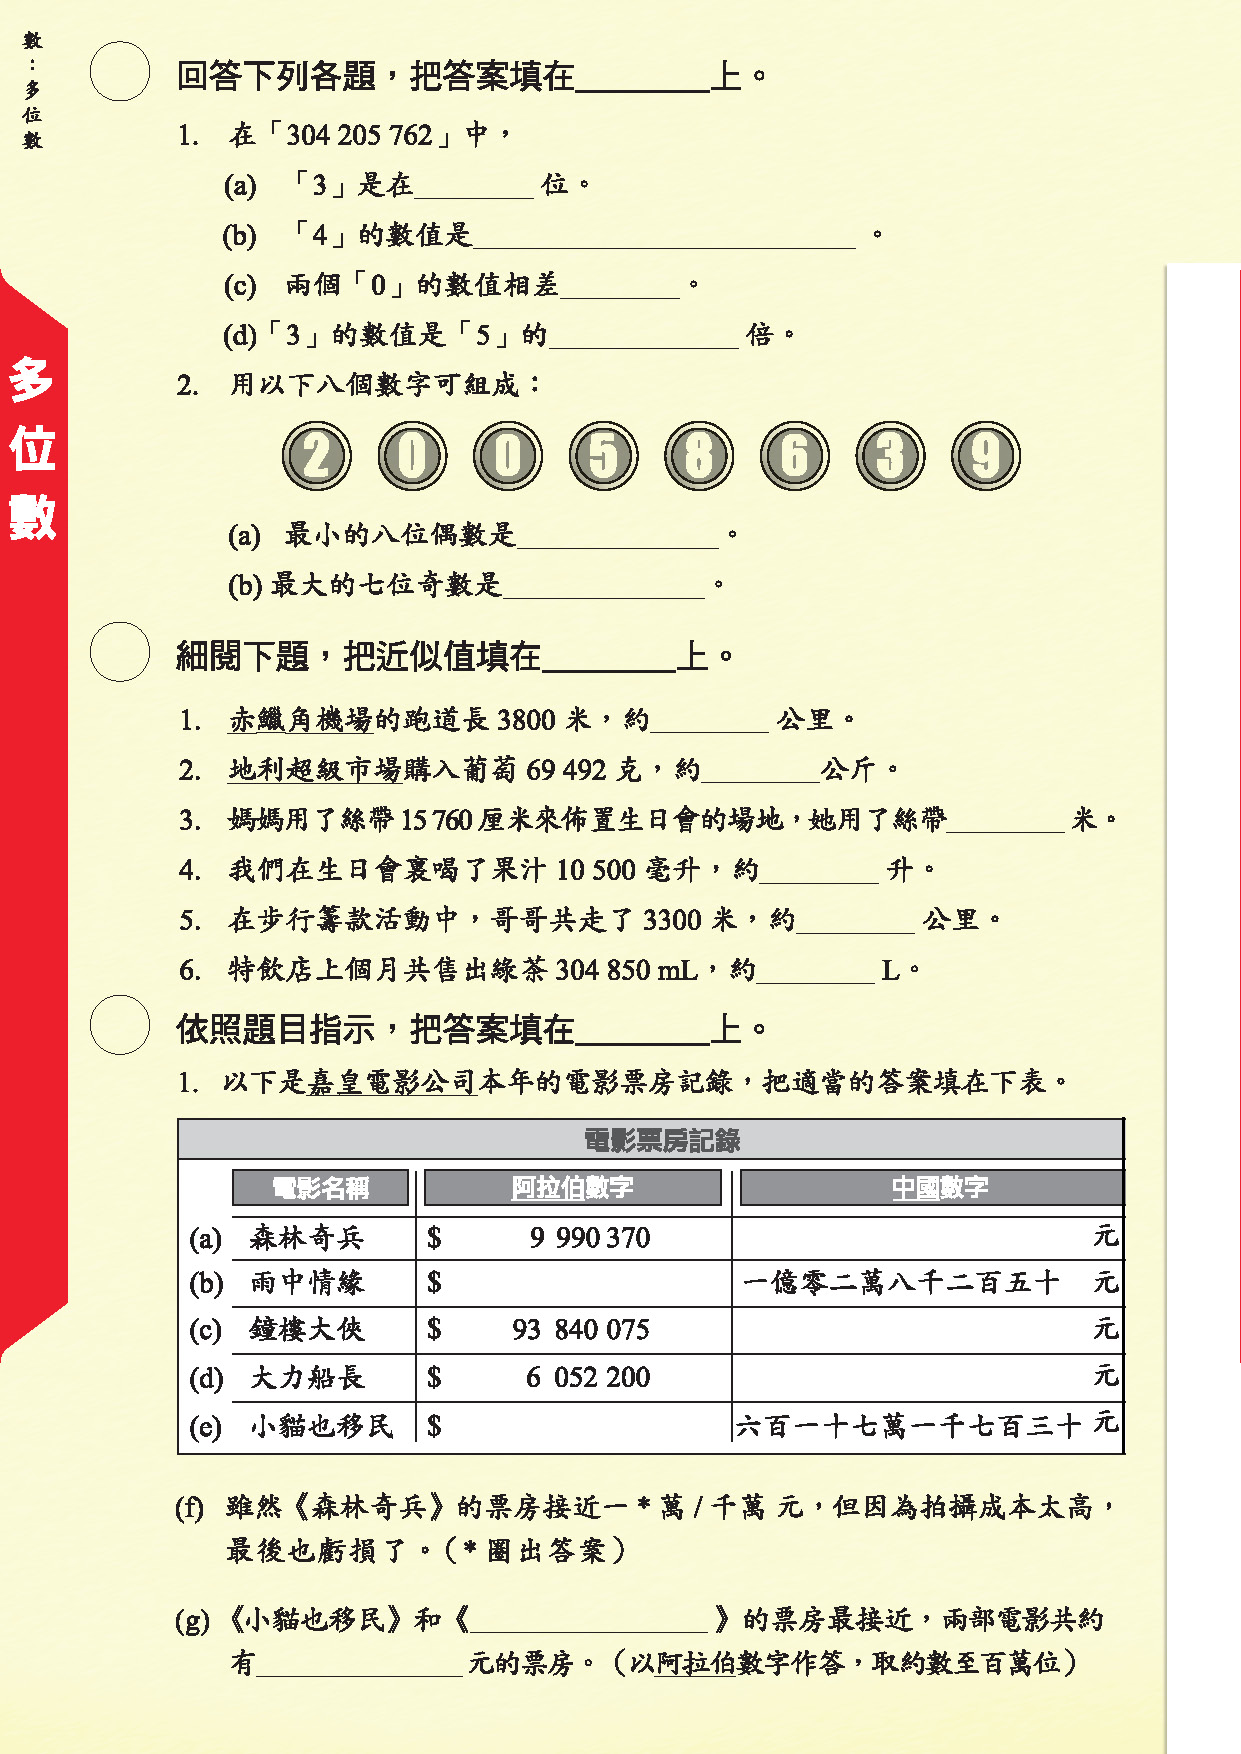 數：多位數
多位數
回答下列各題，把答案填在________上。
1. 在「304 205 762」中，
(a) 「3」是在________位。
(b) 「4」的數值是________________________。
(c) 兩個「0」的數值相差________。
(d)「3」的數值是「5」的____________倍。
2. 用以下八個數字可組成：
2 0 0 5 8 6 3 9
(a) 最小的八位偶數是____________。
(b) 最大的七位奇數是____________。
細閱下題，把近似值填在________上。
1. 赤鱲角機場的跑道長 3800 米，約________公里。
2. 地利超級市場購入葡萄 69 492 克，約________公斤。
3. 媽媽用了絲帶 15 760 厘米來佈置生日會的場地，她用了絲帶________米。
4. 我們在生日會裏喝了果汁 10 500 毫升，約________升。
5. 在步行籌款活動中，哥哥共走了 3300 米，約________公里。
6. 特飲店上個月共售出綠茶 304 850 mL，約________ L。
依照題目指示，把答案填在________上。
1. 以下是嘉皇電影公司本年的電影票房記錄，把適當的答案填在下表。
電影票房記錄
電影名稱 阿拉伯數字 中國數字
(a) 森林奇兵 $ 9 990 370 元
(b) 雨中情緣 $ 一億零二萬八千二百五十 元
(c) 鐘樓大俠 $ 93 840 075 元
(d) 大力船長 $ 6 052 200 元
(e) 小貓也移民 $ 六百一十七萬一千七百三十 元
(f) 雖然《森林奇兵》的票房接近一 * 萬 / 千萬 元，但因為拍攝成本太高，
最後也虧損了。（* 圈出答案）
(g) 《小貓也移民》和《________________》的票房最接近，兩部電影共約
有______________元的票房。（以阿拉伯數字作答，取約數至百萬位）